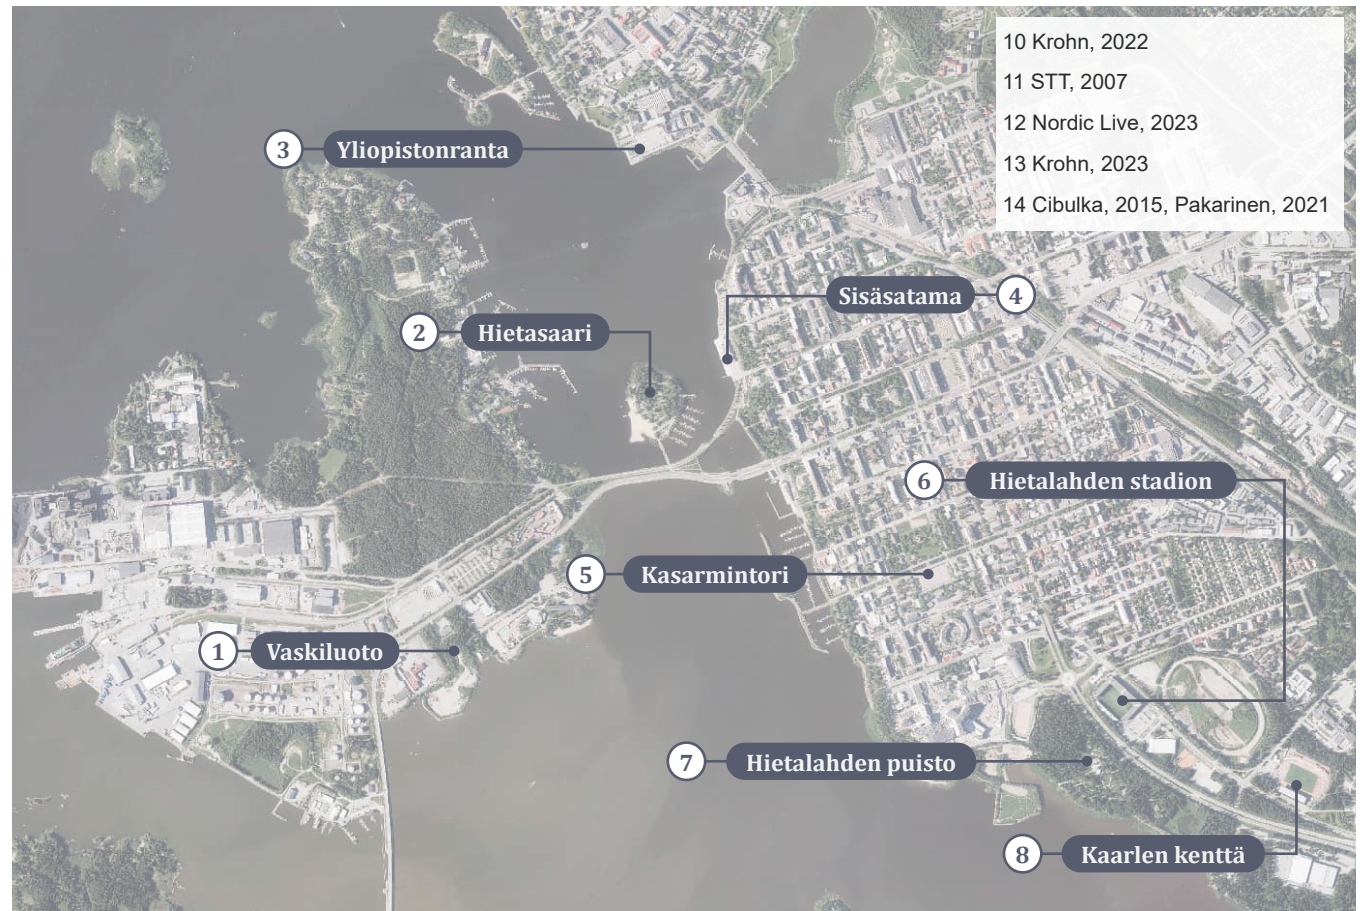 10 Krohn, 2022
11 STT, 2007
12 Nordic Live, 2023
13 Krohn, 2023
14 Cibulka, 2015, Pakarinen, 2021
3 Yliopistonranta
Sisäsatama 4
2 Hietasaari
6 Hietalahden stadion
5 Kasarmintori
1 Vaskiluoto
7 Hietalahden puisto
8 Kaarlen kenttä